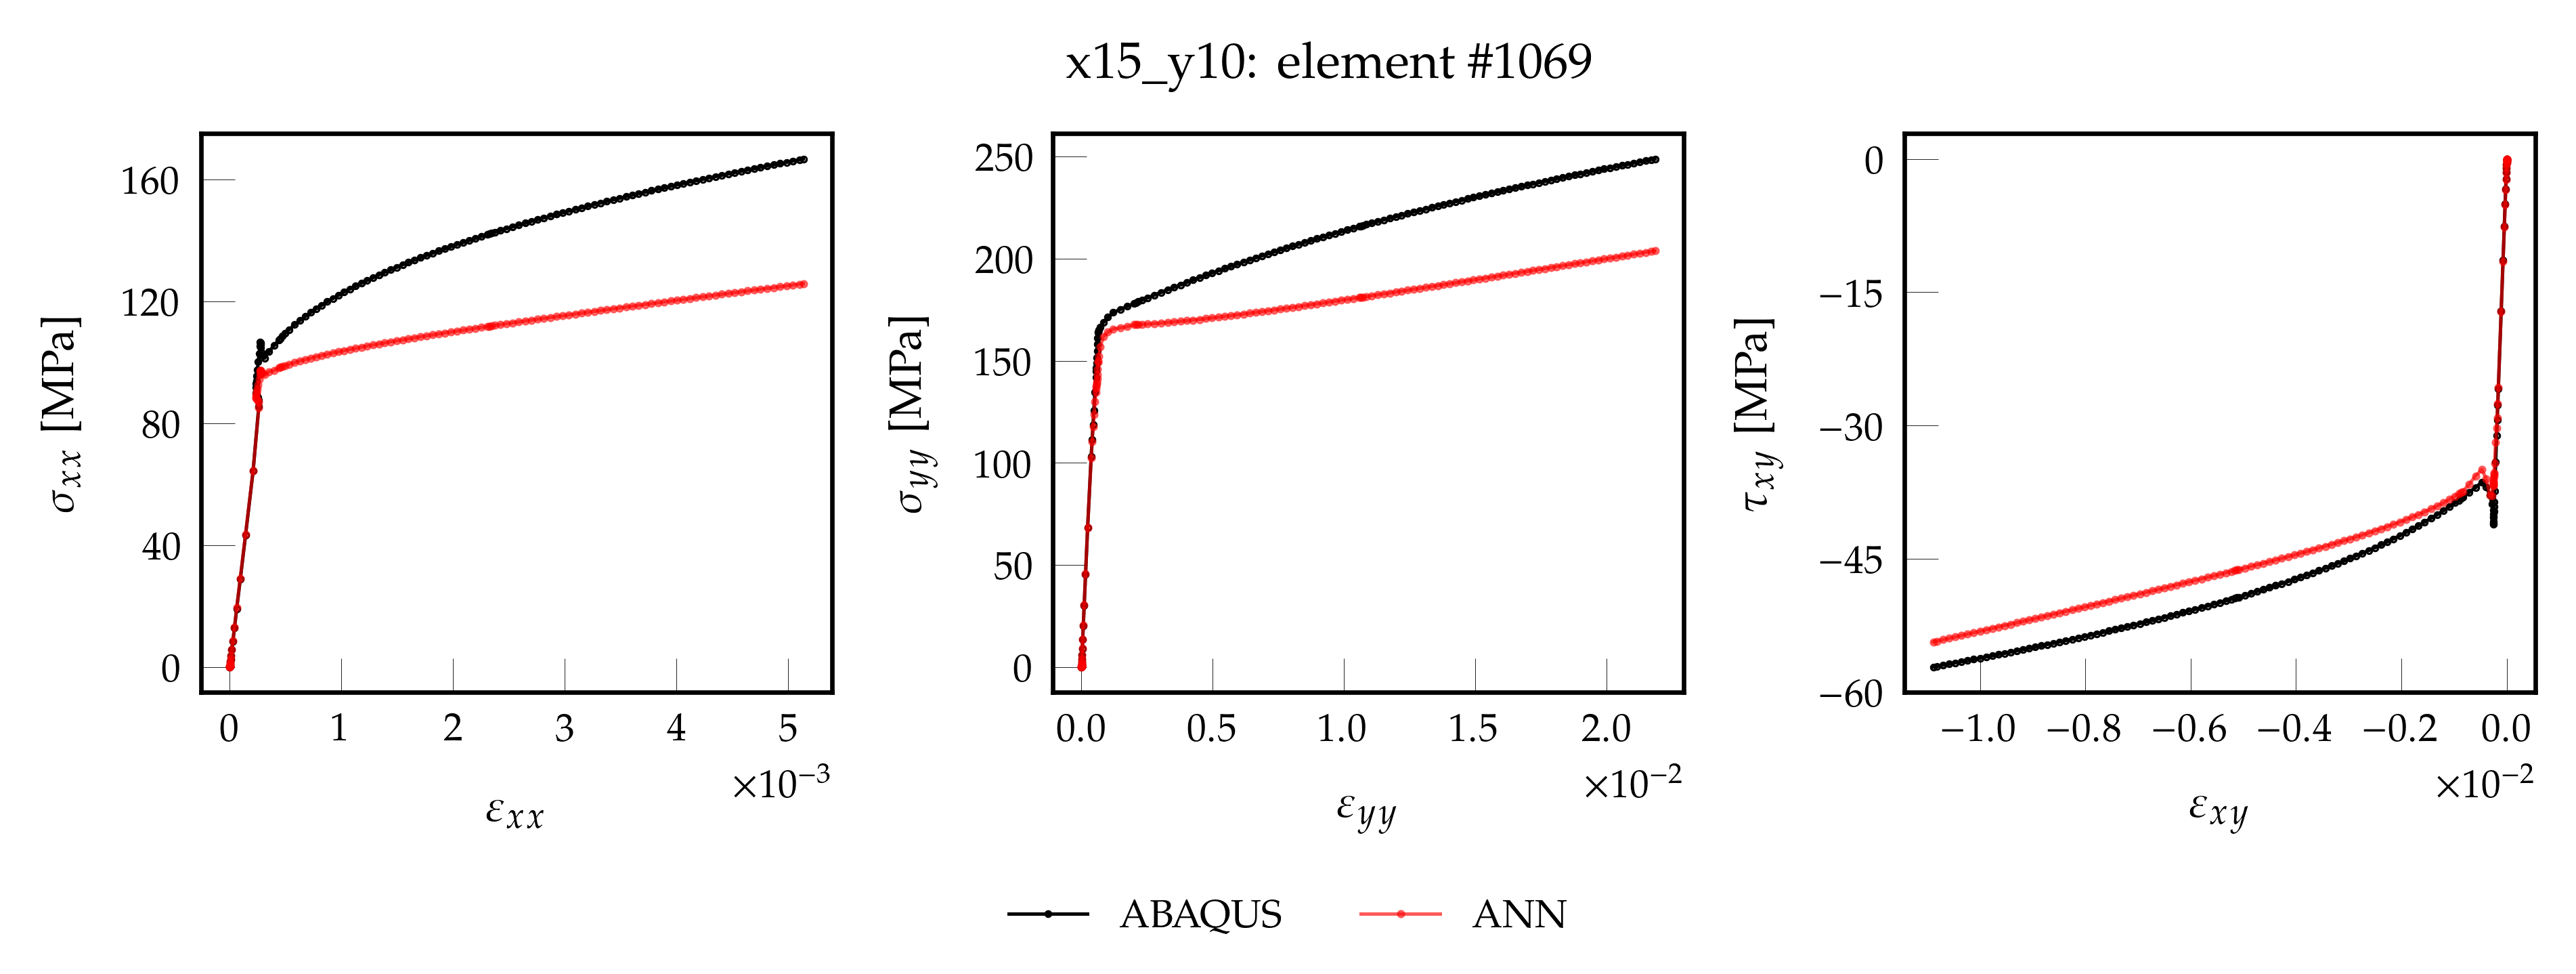 x15_y10: element #1069
σxx [MPa]
160
120
80
40
0
0 1 2 3 4 5
×10−3
εxx
σyy [MPa]
250
200
150
100
50
0
0.0 0.5 1.0 1.5 2.0
×10−2
εyy
τxy [MPa]
0
−15
−30
−45
−60
−1.0 −0.8 −0.6 −0.4 −0.2 0.0
×10−2
εxy
ABAQUS ANN